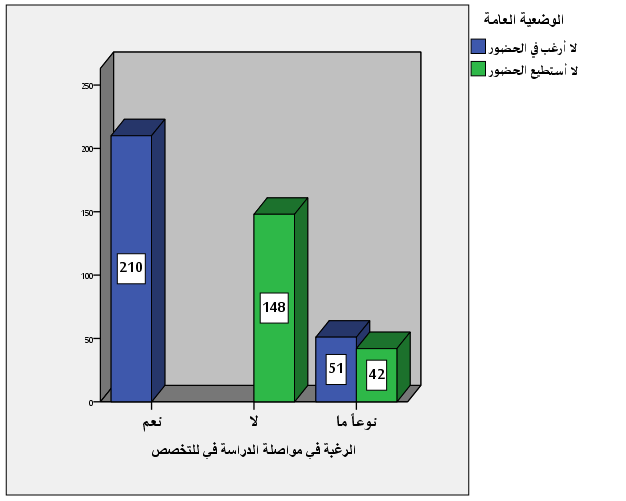 الوضعية العامة
لا أرغب في الحضور
لا أستطيع الحضور
250
200
150
100
50
0
210
148
51
42
نعم
لا
نوعاً ما
الرغبة في مواصلة الدراسة في للتخصص